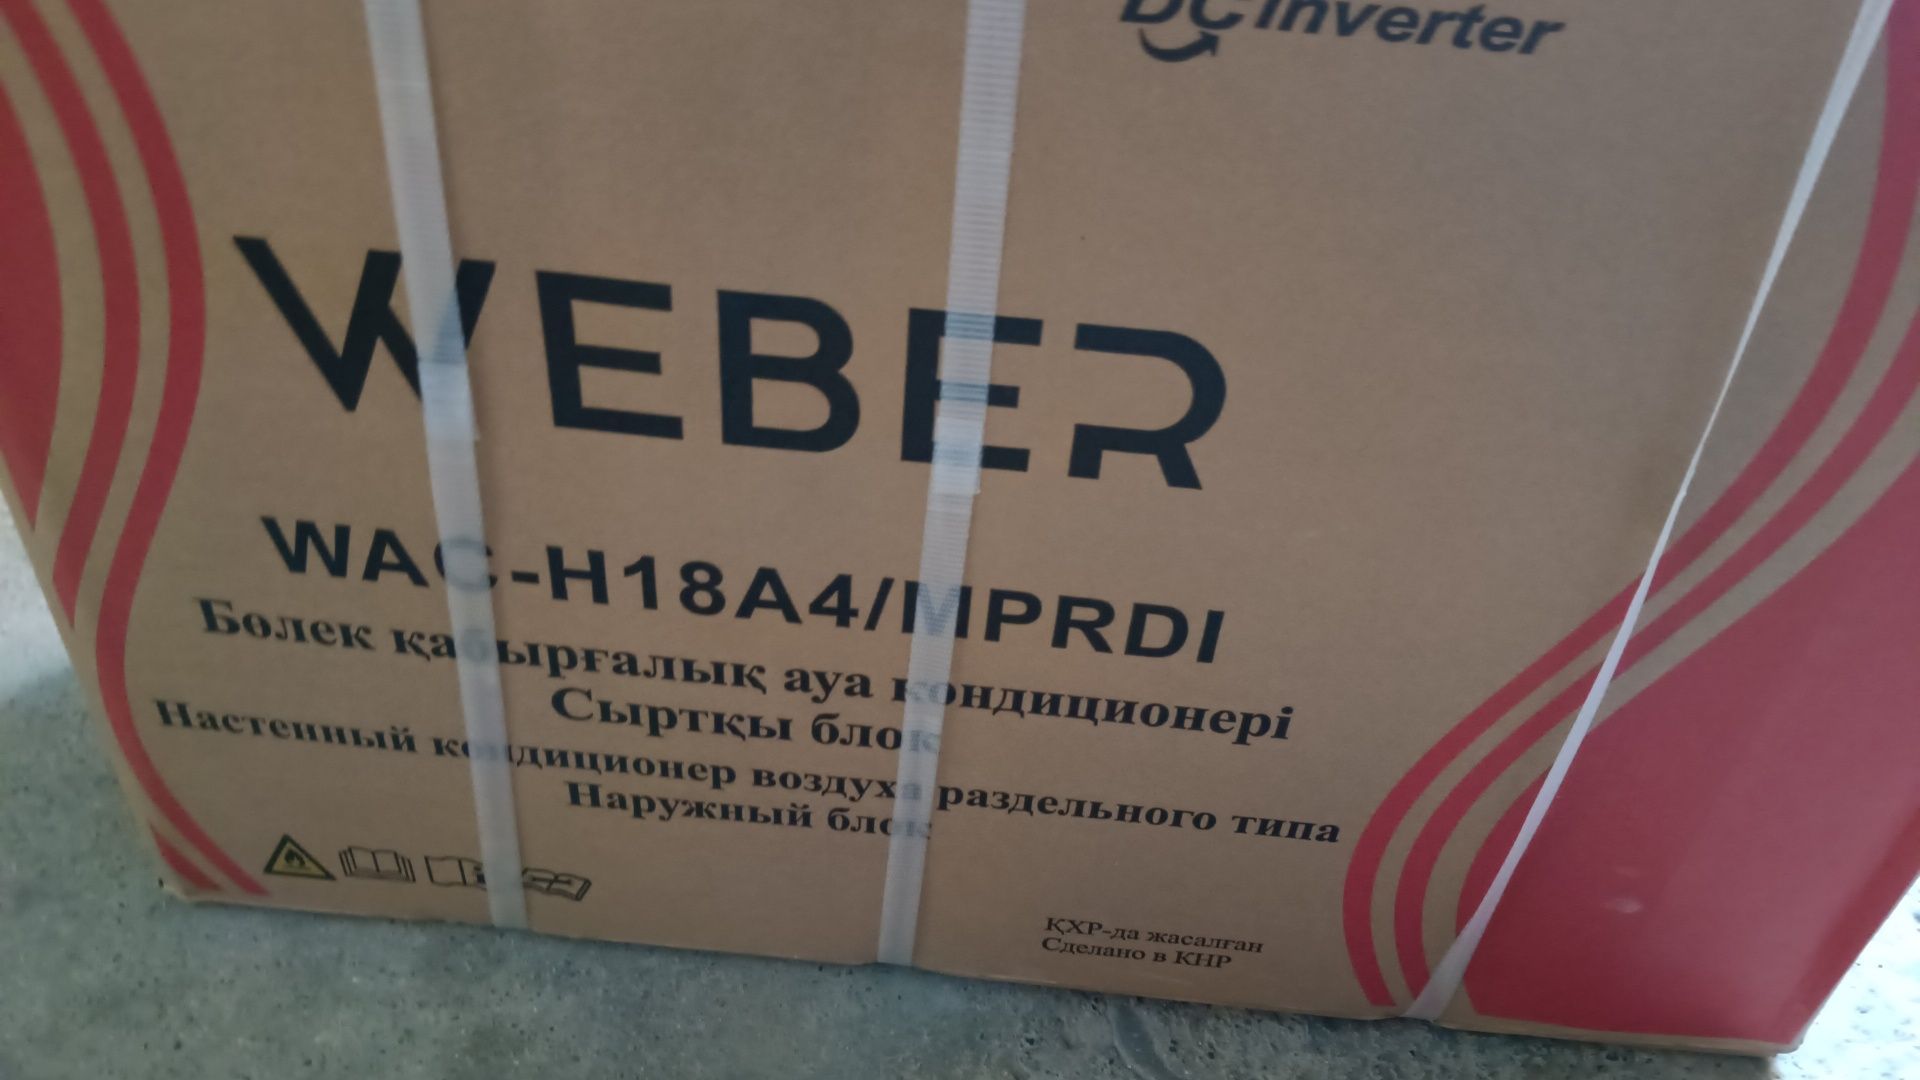 DC Inverter
WEBER
WAC-H18A4/MPRDI
Бөлек қабырғалық ауа кондиционері
Сыртқы блок
Настенный кондиционер воздуха раздельного типа
Наружный блок
ҚХР-да жасалған
Сделано в КНР